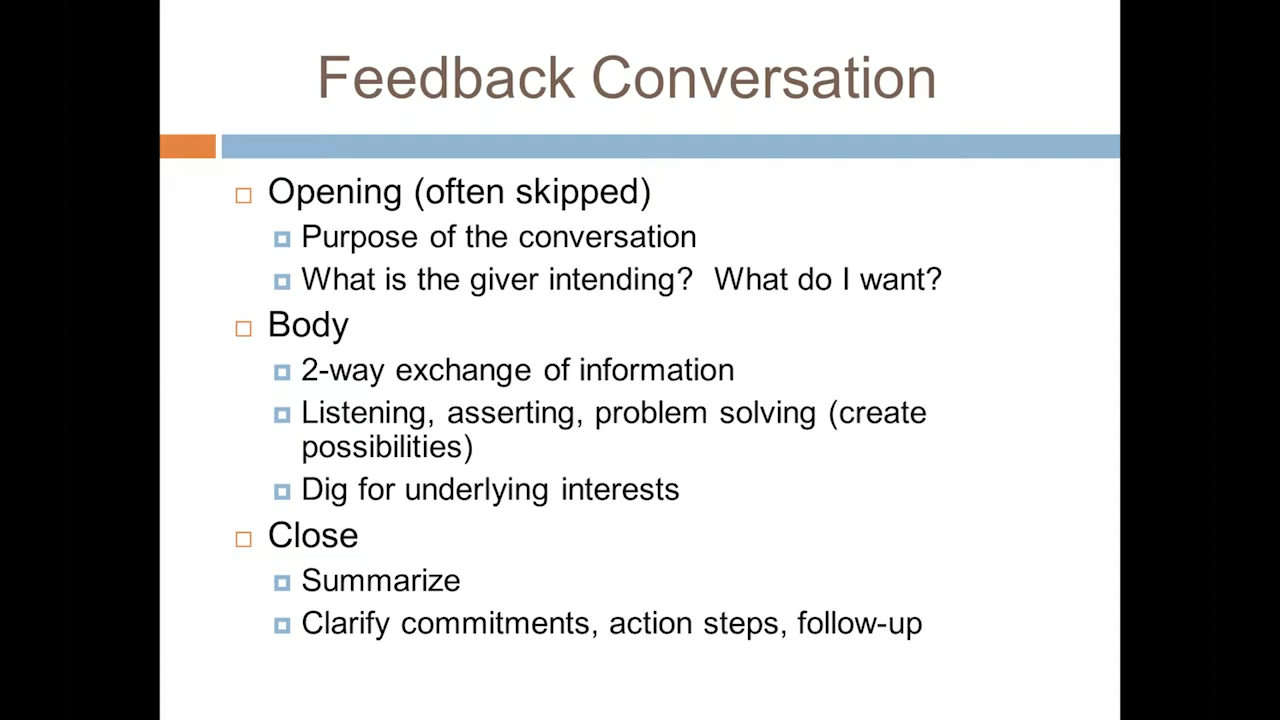 Feedback Conversation
Opening (often skipped)
Purpose of the conversation
What is the giver intending?  What do I want?
Body
2-way exchange of information
Listening, asserting, problem solving (create
possibilities)
Dig for underlying interests
Close
Summarize
Clarify commitments, action steps, follow-up